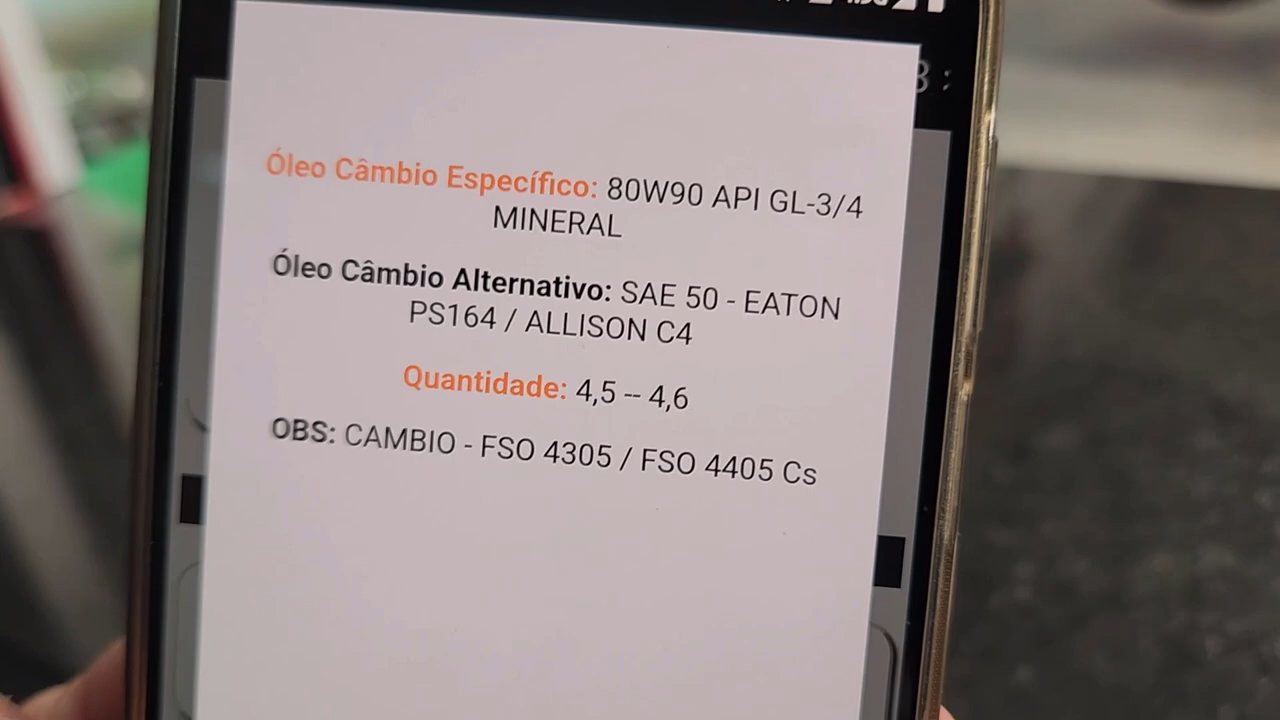 Óleo Câmbio Específico: 80W90 API GL-3/4
MINERAL
Óleo Câmbio Alternativo: SAE 50 - EATON
PS164 / ALLISON C4
Quantidade: 4,5 -- 4,6
OBS: CAMBIO - FSO 4305 / FSO 4405 Cs